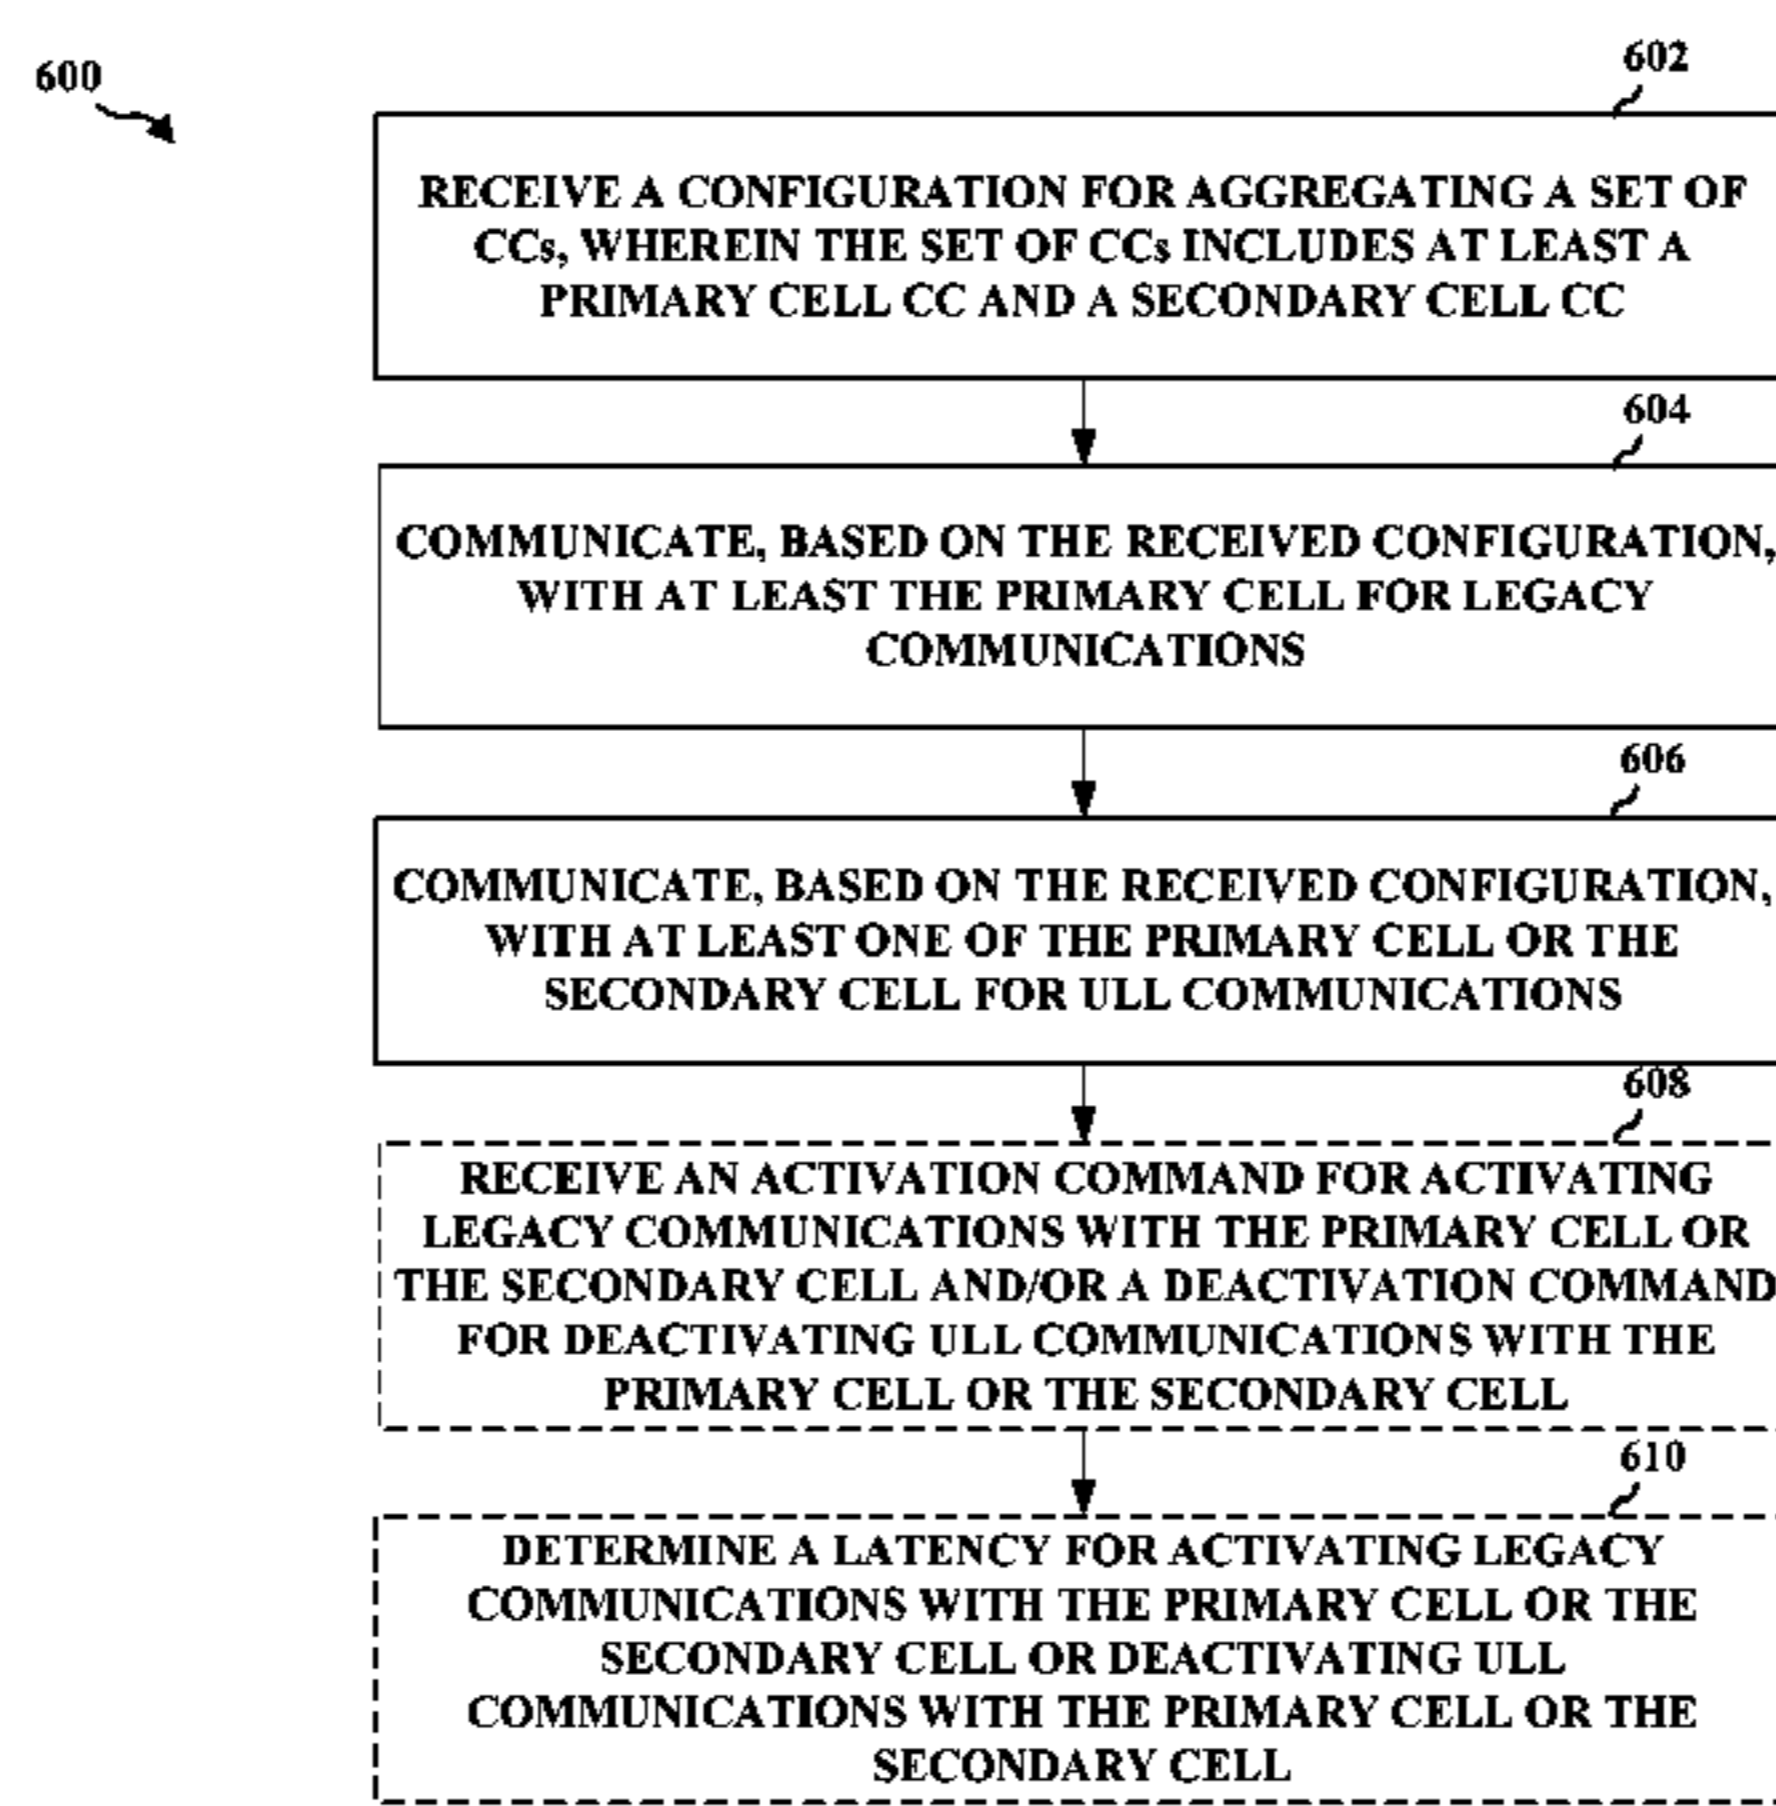 600
602
RECEIVE A CONFIGURATION FOR AGGREGATING A SET OF
CCs, WHEREIN THE SET OF CCs INCLUDES AT LEAST A
PRIMARY CELL CC AND A SECONDARY CELL CC
604
COMMUNICATE, BASED ON THE RECEIVED CONFIGURATION,
WITH AT LEAST THE PRIMARY CELL FOR LEGACY
COMMUNICATIONS
606
COMMUNICATE, BASED ON THE RECEIVED CONFIGURATION,
WITH AT LEAST ONE OF THE PRIMARY CELL OR THE
SECONDARY CELL FOR ULL COMMUNICATIONS
608
RECEIVE AN ACTIVATION COMMAND FOR ACTIVATING
LEGACY COMMUNICATIONS WITH THE PRIMARY CELL OR
THE SECONDARY CELL AND/OR A DEACTIVATION COMMAND
FOR DEACTIVATING ULL COMMUNICATIONS WITH THE
PRIMARY CELL OR THE SECONDARY CELL
610
DETERMINE A LATENCY FOR ACTIVATING LEGACY
COMMUNICATIONS WITH THE PRIMARY CELL OR THE
SECONDARY CELL OR DEACTIVATING ULL
COMMUNICATIONS WITH THE PRIMARY CELL OR THE
SECONDARY CELL